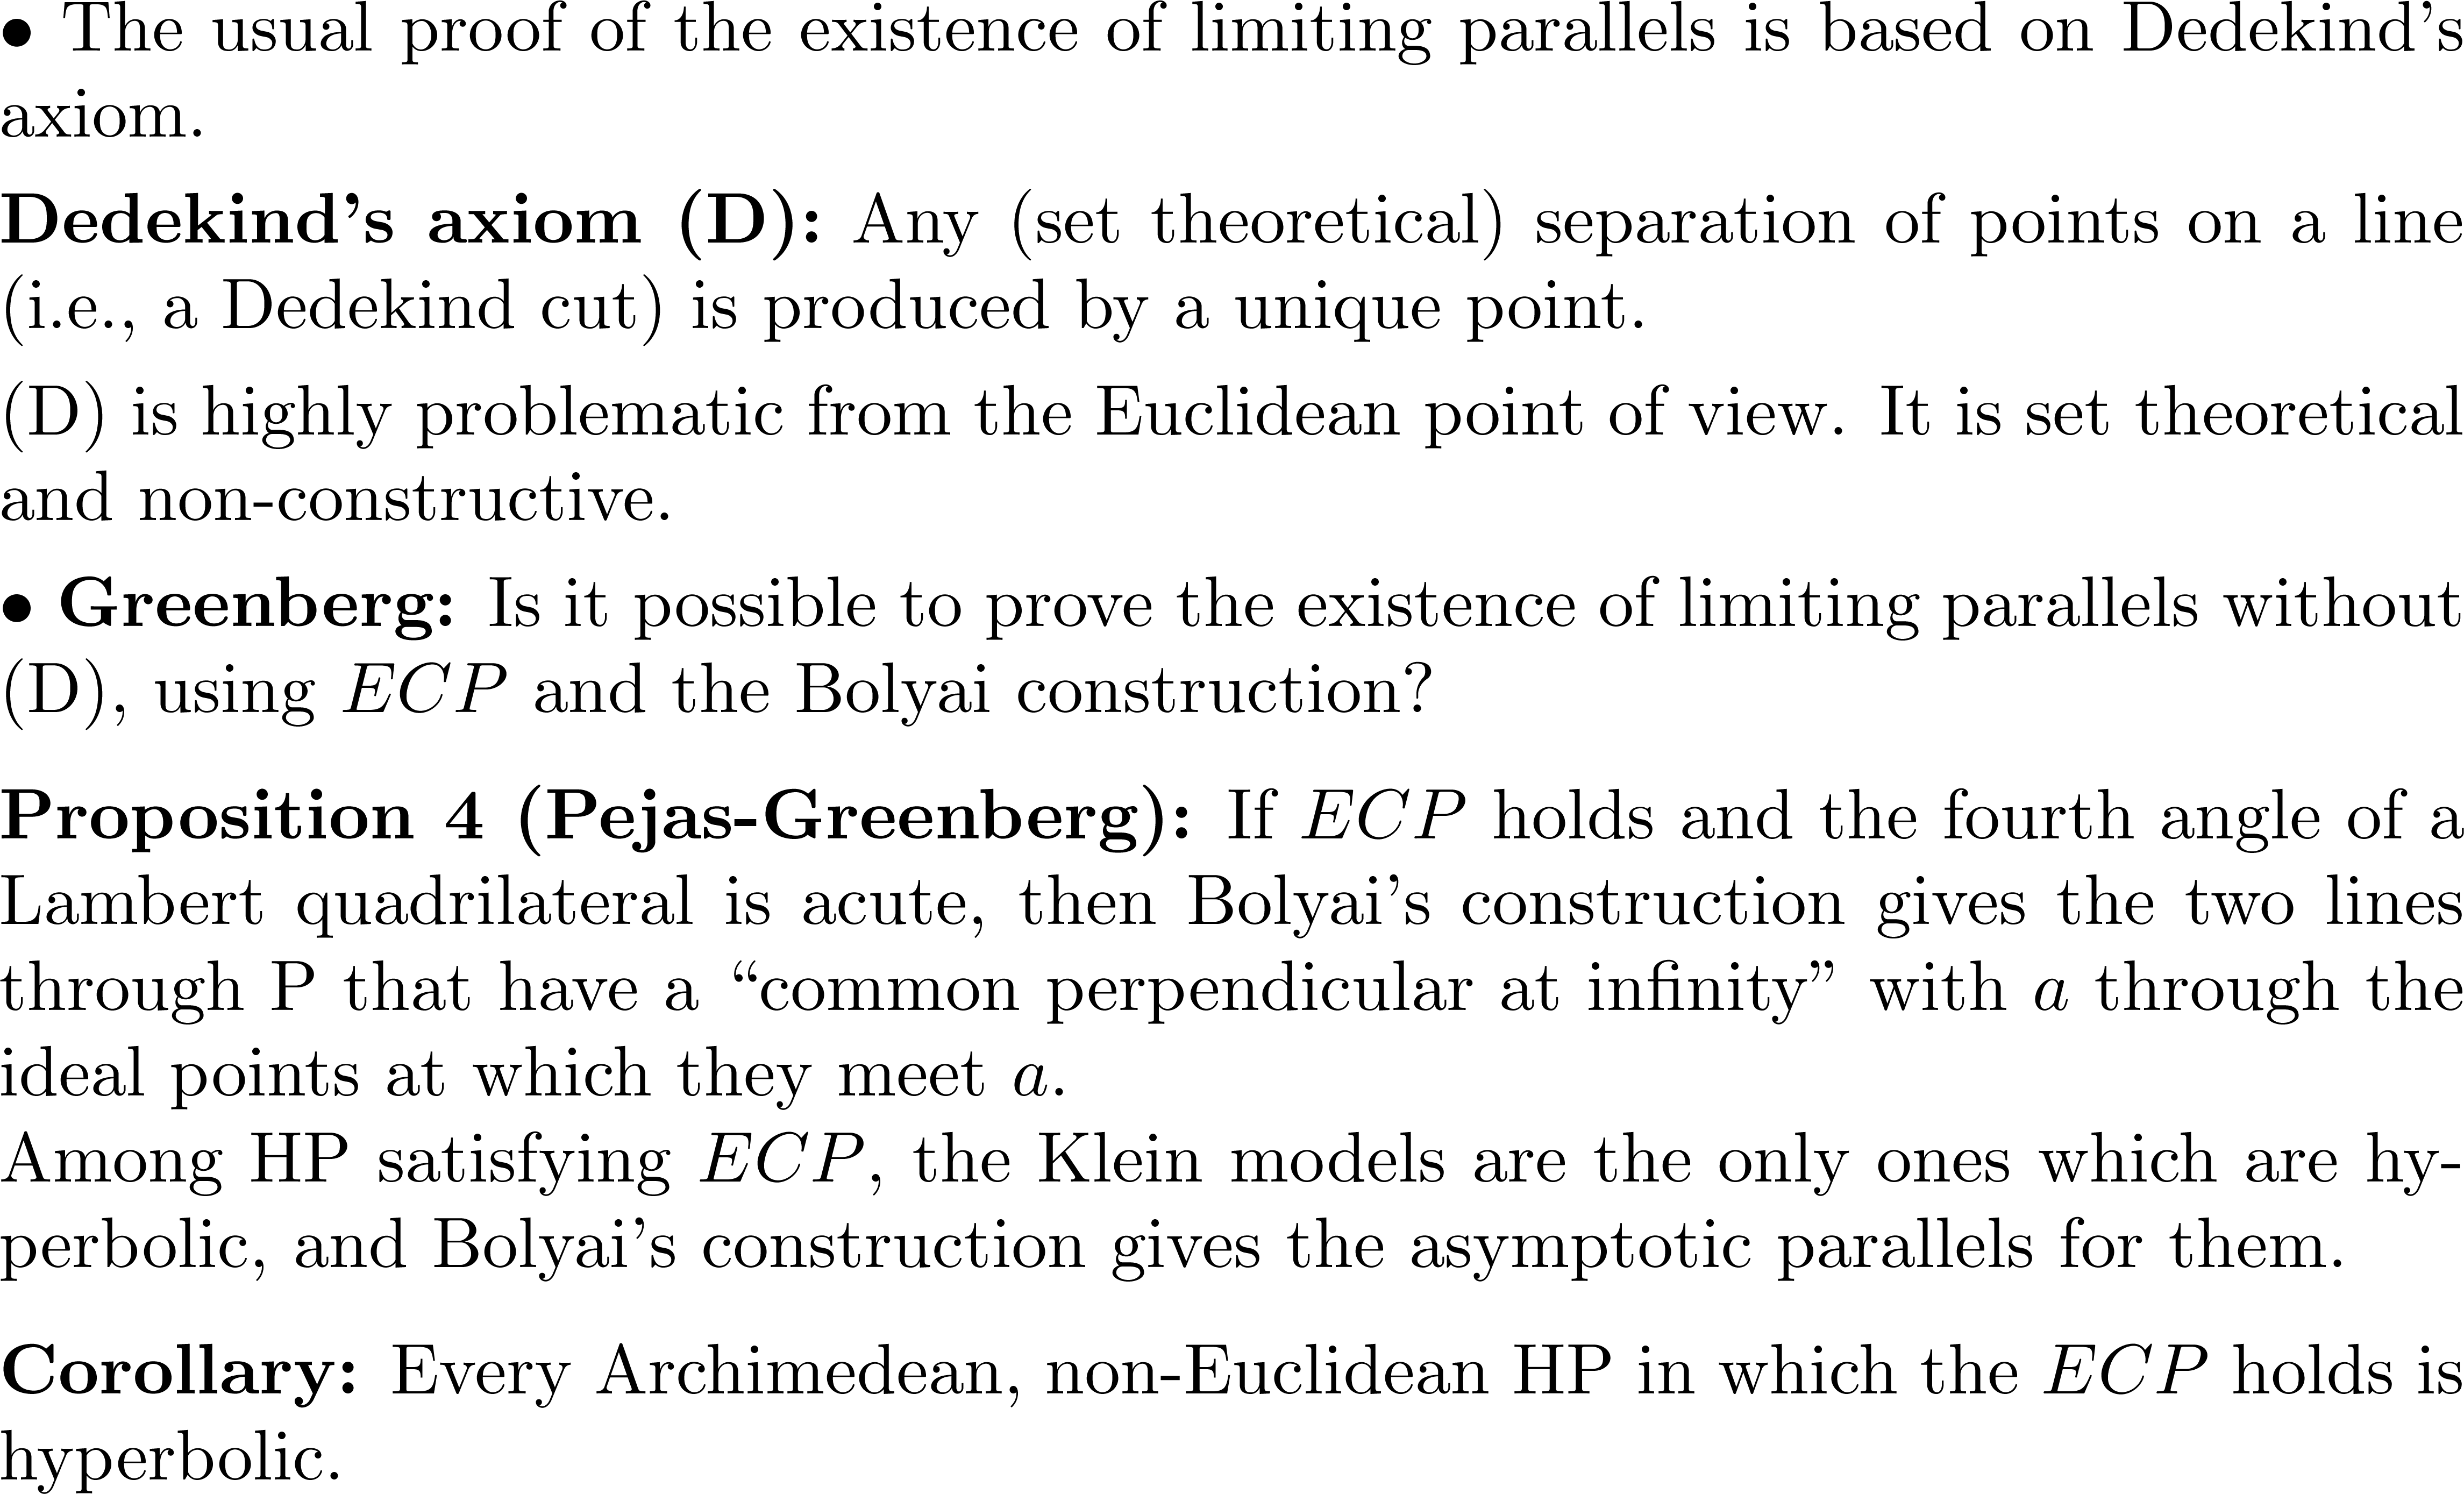 • The usual proof of the existence of limiting parallels is based on Dedekind's
axiom.
Dedekind's axiom (D): Any (set theoretical) separation of points on a line
(i.e., a Dedekind cut) is produced by a unique point.
(D) is highly problematic from the Euclidean point of view. It is set theoretical
and non-constructive.
• Greenberg: Is it possible to prove the existence of limiting parallels without
(D), using ECP and the Bolyai construction?
Proposition 4 (Pejas-Greenberg): If ECP holds and the fourth angle of a
Lambert quadrilateral is acute, then Bolyai's construction gives the two lines
through P that have a “common perpendicular at infinity” with a through the
ideal points at which they meet a.
Among HP satisfying ECP, the Klein models are the only ones which are hy-
perbolic, and Bolyai's construction gives the asymptotic parallels for them.
Corollary: Every Archimedean, non-Euclidean HP in which the ECP holds is
hyperbolic.